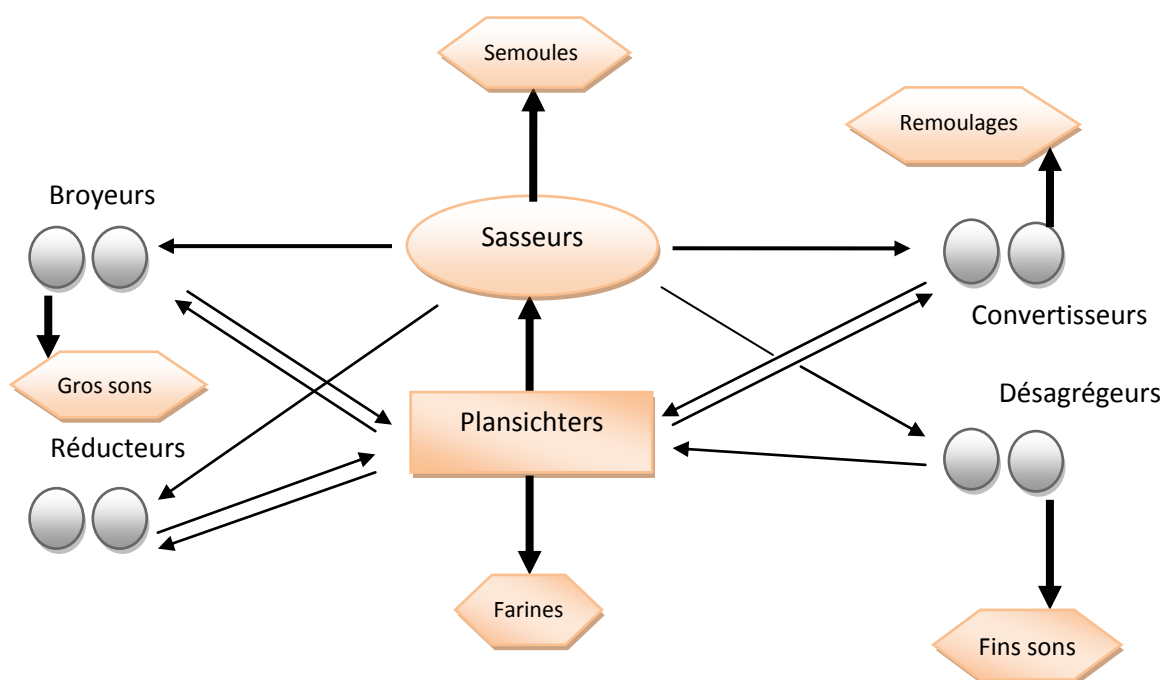 Semoules
Remoulages
Broyeurs
Sasseurs
Convertisseurs
Gros sons
Plansichters
Désagrégeurs
Réducteurs
Farines
Fins sons